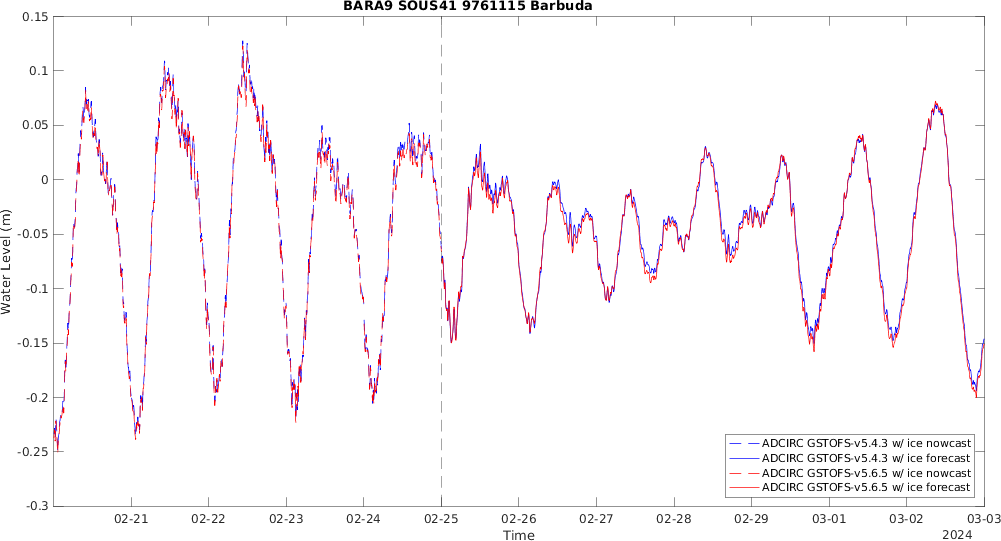 BARA9 SOUS41 9761115 Barbuda
0.15
0.1
0.05
0
-0.05
-0.1
-0.15
-0.2
-0.25
-0.3
Water Level (m)
02-21 02-22 02-23 02-24 02-25 02-26 02-27 02-28 02-29 03-01 03-02 03-03
Time
2024
ADCIRC GSTOFS-v5.4.3 w/ ice nowcast
ADCIRC GSTOFS-v5.4.3 w/ ice forecast
ADCIRC GSTOFS-v5.6.5 w/ ice nowcast
ADCIRC GSTOFS-v5.6.5 w/ ice forecast